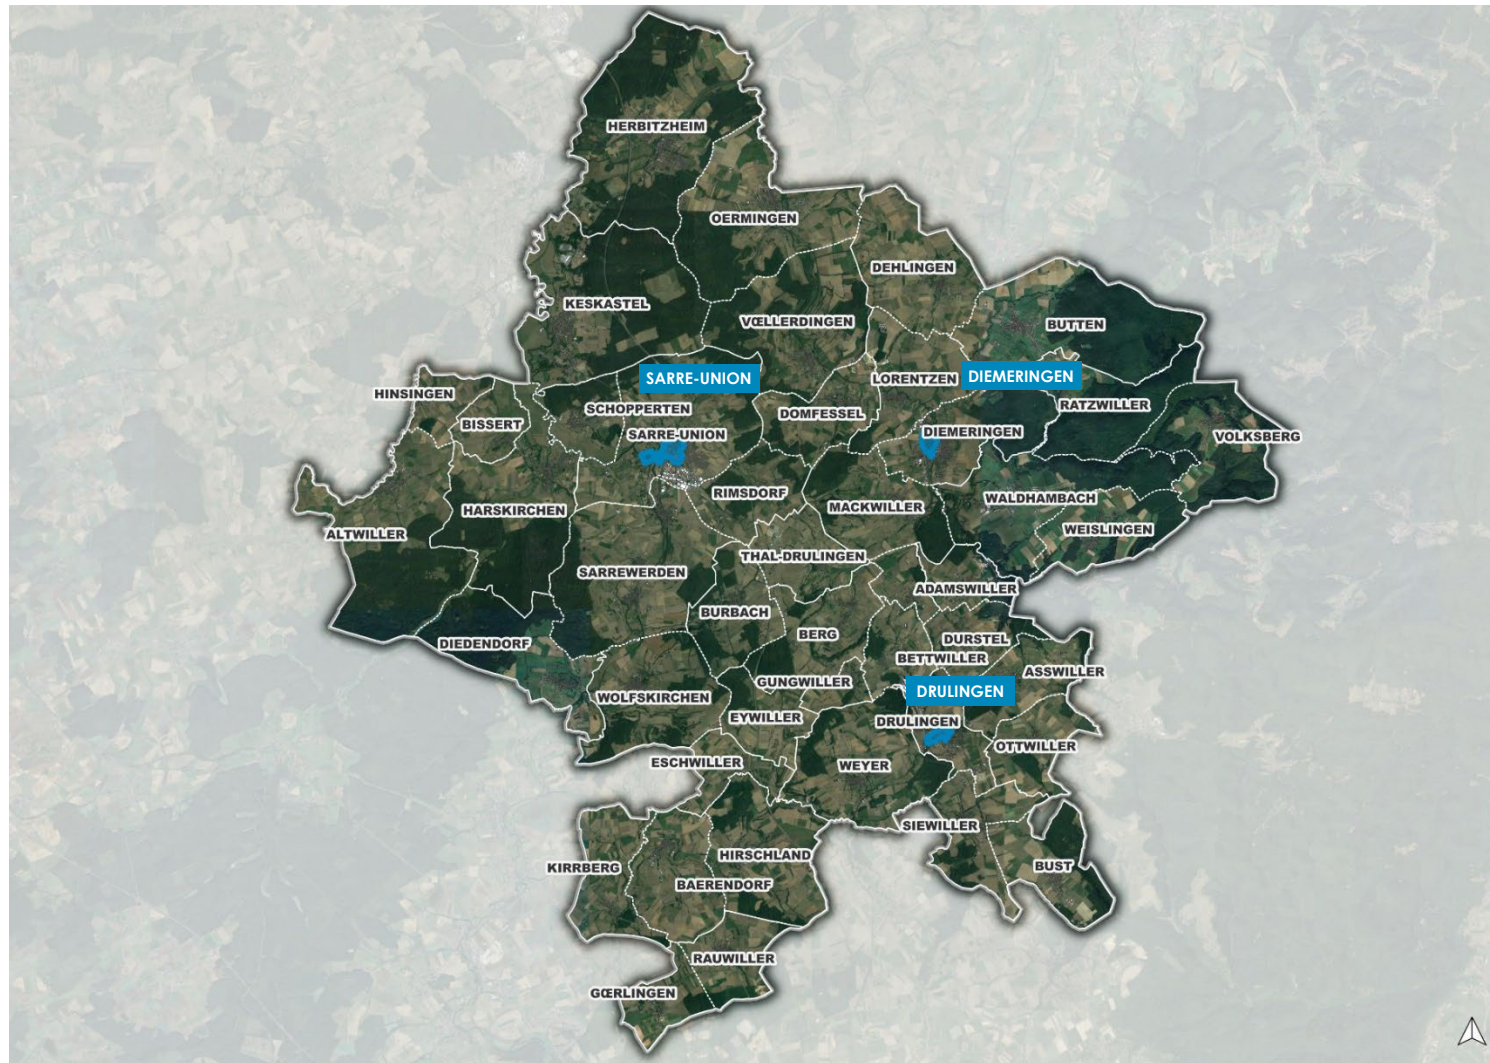 HERBITZHEIM
OERMINGEN
DEHLINGEN
KESKASTEL
VŒLLERDINGEN
BUTTEN
SARRE-UNION
LORENTZEN
DIEMERINGEN
HINSINGEN
SCHOPPERTEN
DOMFESSEL
RATZWILLER
BISSERT
SARRE-UNION
DIEMERINGEN
VOLKSBERG
RIMSDORF
WALDHAMBACH
HARSKIRCHEN
MACKWILLER
ALTWILLER
WEISLINGEN
THAL-DRULINGEN
SARREWERDEN
ADAMSWILLER
BURBACH
BERG
DIEDENDORF
DURSTEL
BETTWILLER
ASSWILLER
GUNGWILLER
DRULINGEN
WOLFSKIRCHEN
EYWILLER
DRULINGEN
OTTWILLER
ESCHWILLER
WEYER
SIEWILLER
HIRSCHLAND
KIRRBERG
BUST
BAERENDORF
RAUWILLER
GŒRLINGEN